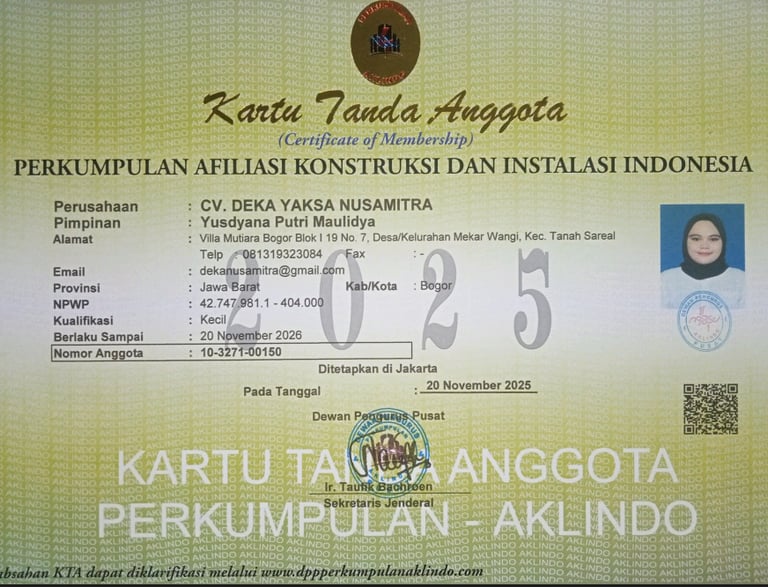 Kartu Tanda Anggota
(Certificate of Membership)
PERKUMPULAN AFILIASI KONSTRUKSI DAN INSTALASI INDONESIA
Perusahaan : CV. DEKA YAKSA NUSAMITRA
Pimpinan : Yusdyana Putri Maulidya
Alamat : Villa Mutiara Bogor Blok I 19 No. 7, Desa/Kelurahan Mekar Wangi, Kec. Tanah Sareal
Telp 081319323084 Fax : -
Email : dekanusamitra@gmail.com
Provinsi : Jawa Barat Kab/Kota : Bogor
NPWP : 42.747.981.1 - 404.000
Kualifikasi : Kecil
Berlaku Sampai : 20 November 2026
Nomor Anggota : 10-3271-00150
2025
Ditetapkan di Jakarta
Pada Tanggal : 20 November 2025
Dewan Pengurus Pusat
Ir. Taufik Bachroen
Sekretaris Jenderal
KARTU TANDA ANGGOTA
PERKUMPULAN - AKLINDO
absahan KTA dapat diklarifikasi melalui www.dppperkumpulanaklindo.com